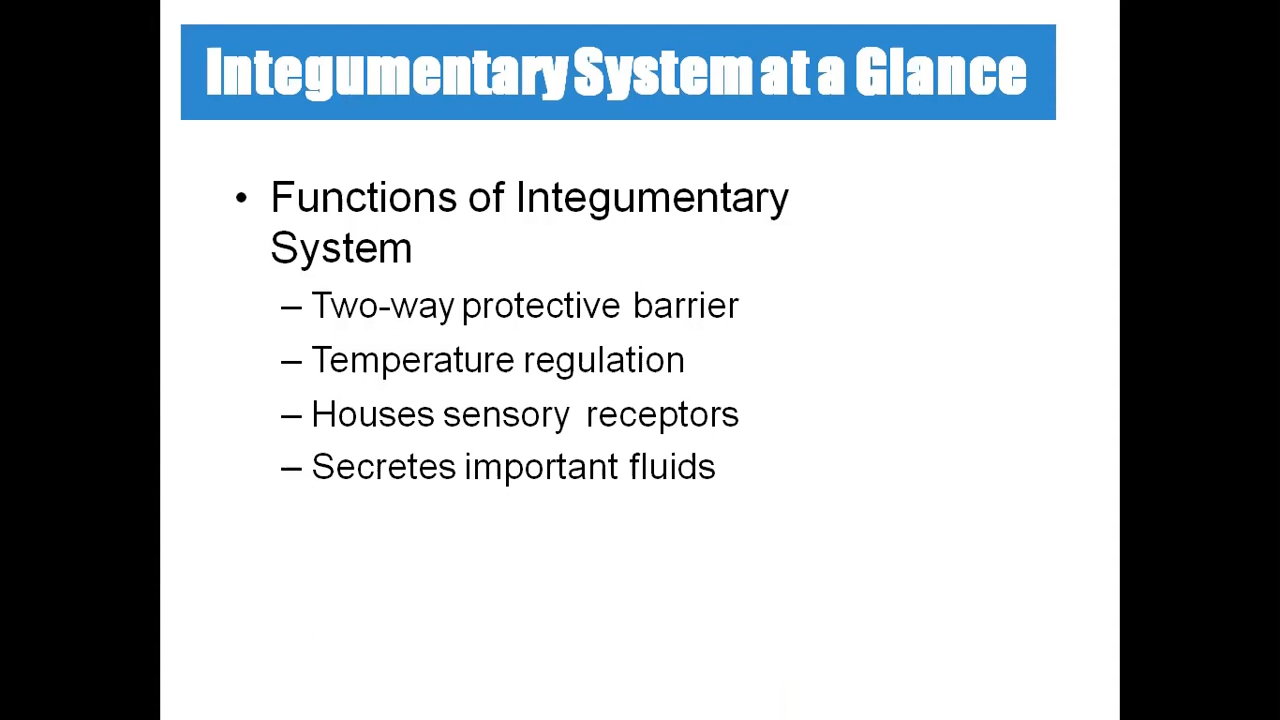 Integumentary System at a Glance
• Functions of Integumentary
System
– Two-way protective barrier
– Temperature regulation
– Houses sensory receptors
– Secretes important fluids